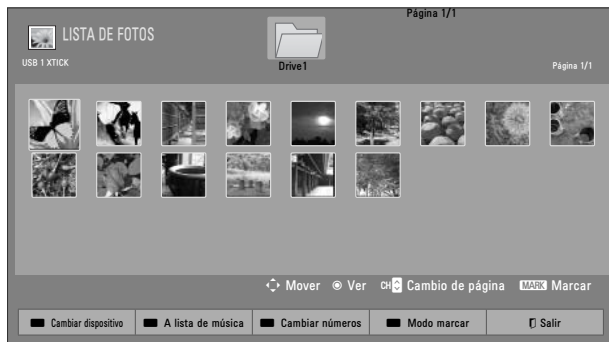 Página 1/1
LISTA DE FOTOS
USB 1 XTICK
Drive1
Página 1/1
Mover Ver CH Cambio de página MARK Marcar
Cambiar dispositivo A lista de música Cambiar números Modo marcar Salir